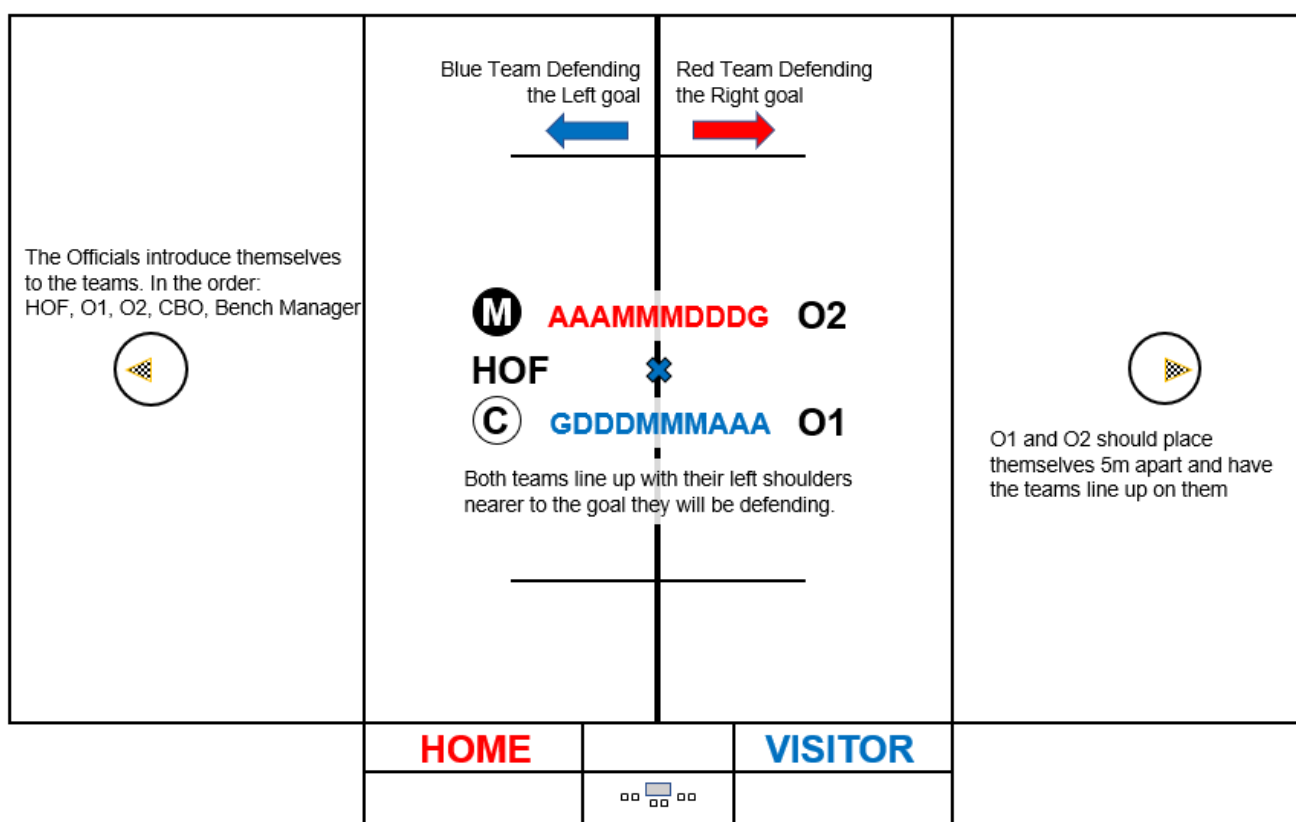 Blue Team Defending
the Left goal
Red Team Defending
the Right goal
The Officials introduce themselves
to the teams. In the order:
HOF, O1, O2, CBO, Bench Manager
M AAAMMMDDDG O2
HOF
C GDDDMMMAAA O1
Both teams line up with their left shoulders
nearer to the goal they will be defending.
O1 and O2 should place
themselves 5m apart and have
the teams line up on them
HOME
VISITOR